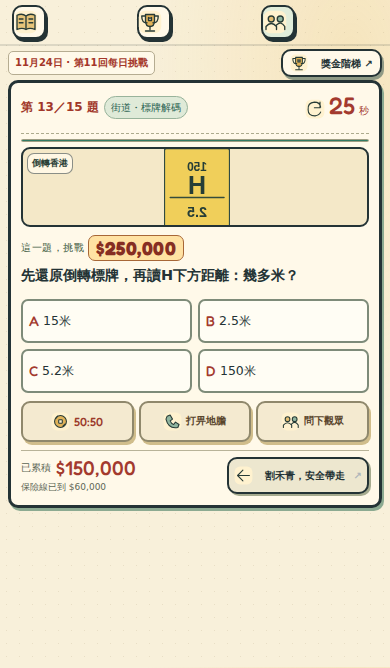 11月24日 · 第11回每日挑戰
獎金階梯 ↗
第 13／15 題
街道・標牌解碼
25 秒
倒轉香港
150
H
2.5
這一題，挑戰 $250,000
先還原倒轉標牌，再讀H下方距離：幾多米？
A 15米
B 2.5米
C 5.2米
D 150米
50:50
打畀地膽
問下觀眾
已累積 $150,000
保險線已到 $60,000
割禾青，安全帶走 ↗